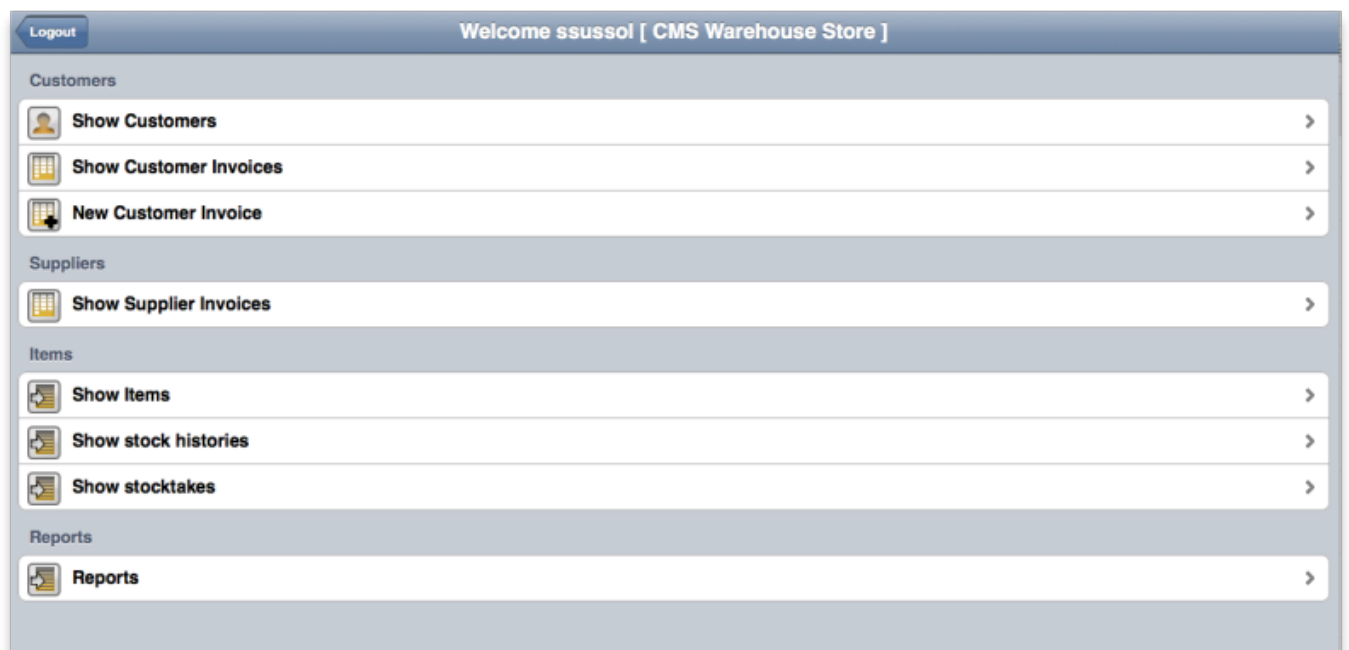 Logout
Welcome ssussol [ CMS Warehouse Store ]
Customers
Show Customers
Show Customer Invoices
New Customer Invoice
Suppliers
Show Supplier Invoices
Items
Show Items
Show stock histories
Show stocktakes
Reports
Reports